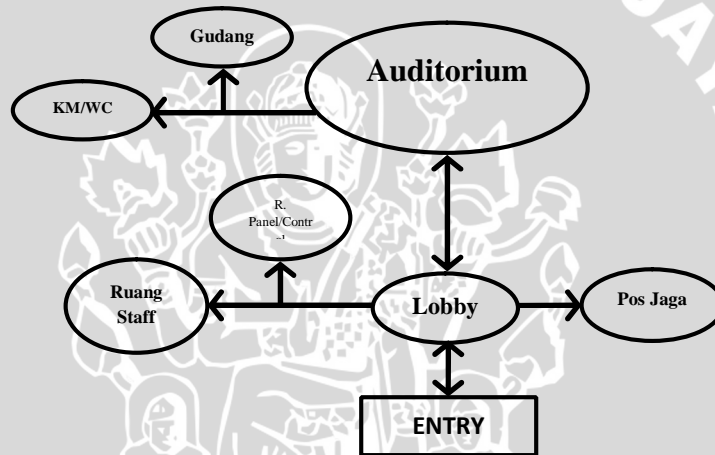 Gudang
Auditorium
KM/WC
R.
Panel/Contr
Ruang
Staff
Lobby
Pos Jaga
ENTRY